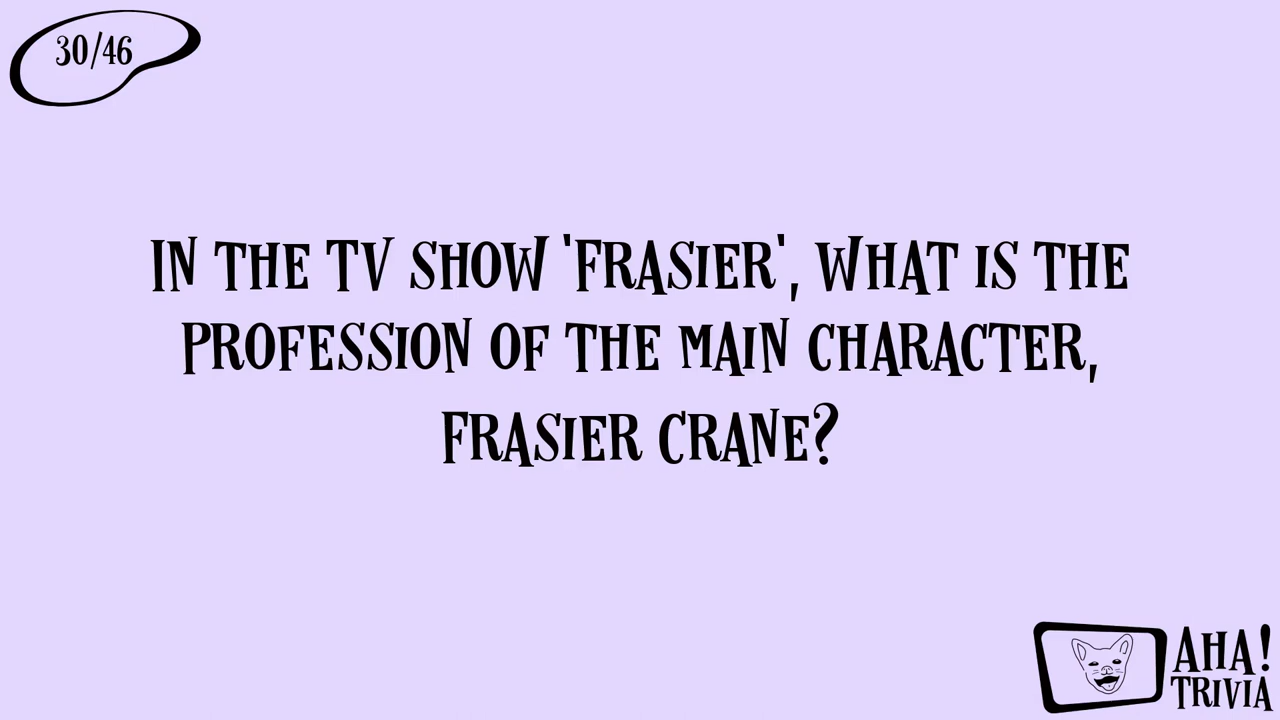 30/46
IN THE TV SHOW 'FRASIER', WHAT IS THE
PROFESSION OF THE MAIN CHARACTER,
FRASIER CRANE?
AHA!
TRIVIA